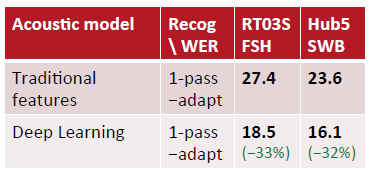 Acoustic model Recog RT03S Hub5
\ WER FSH SWB
Traditional 1-pass 27.4 23.6
features −adapt
Deep Learning 1-pass 18.5 16.1
−adapt (−33%) (−32%)